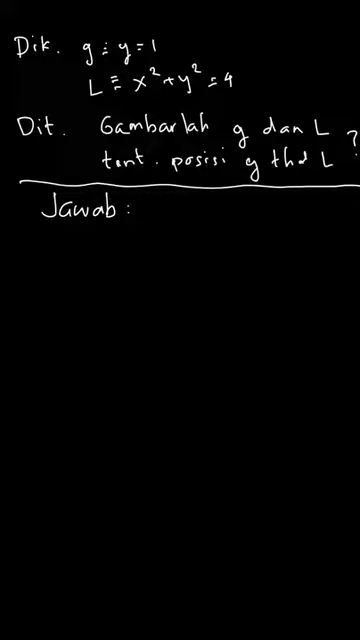 Dik. g ≡ y = 1
L ≡ x² + y² = 4
Dit. Gambarlah g dan L
tent. posisi g thd L ?
Jawab :